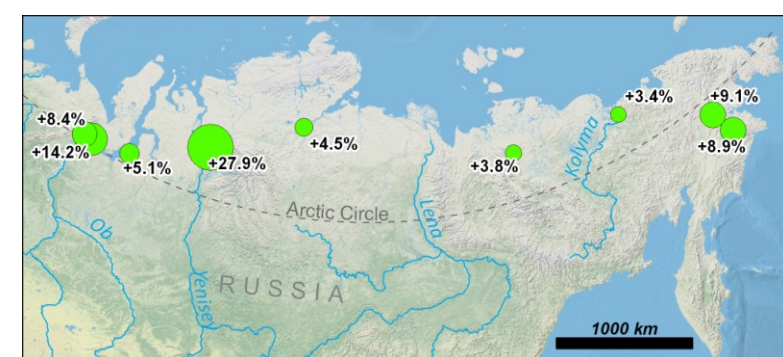 +3.4%
+9.1%
+8.4%
+4.5%
+14.2%
+5.1%
+27.9%
+3.8%
Kolyma
+8.9%
Arctic Circle
Lena
Ob
Yenisey
RUSSIA
1000 km